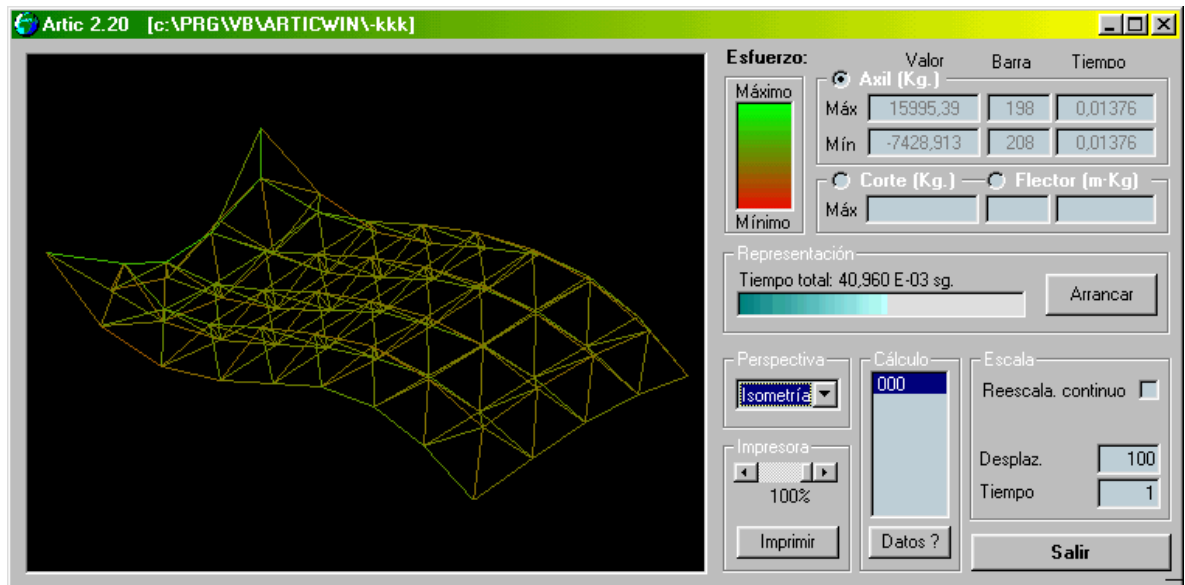 Artic 2.20 [c:\PRG\VB\ARTICWIN\-kkk]
Esfuerzo: Valor Barra Tiempo
Máximo
Mínimo
Axil (Kg.)
Máx 15995,39 198 0,01376
Mín -7428,913 208 0,01376
Corte (Kg.) Flector (m·Kg)
Máx
Representación
Tiempo total: 40,960 E-03 sg.
Arrancar
Perspectiva
Isometría
Cálculo
000
Escala
Reescala. continuo
Desplaz. 100
Tiempo 1
Impresora
100%
Imprimir
Datos ?
Salir